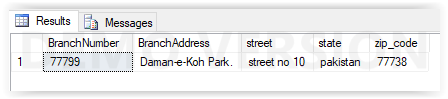 Results Messages
BranchNumber BranchAddress street state zip_code
1 77799 Daman-e-Koh Park. street no 10 pakistan 77738